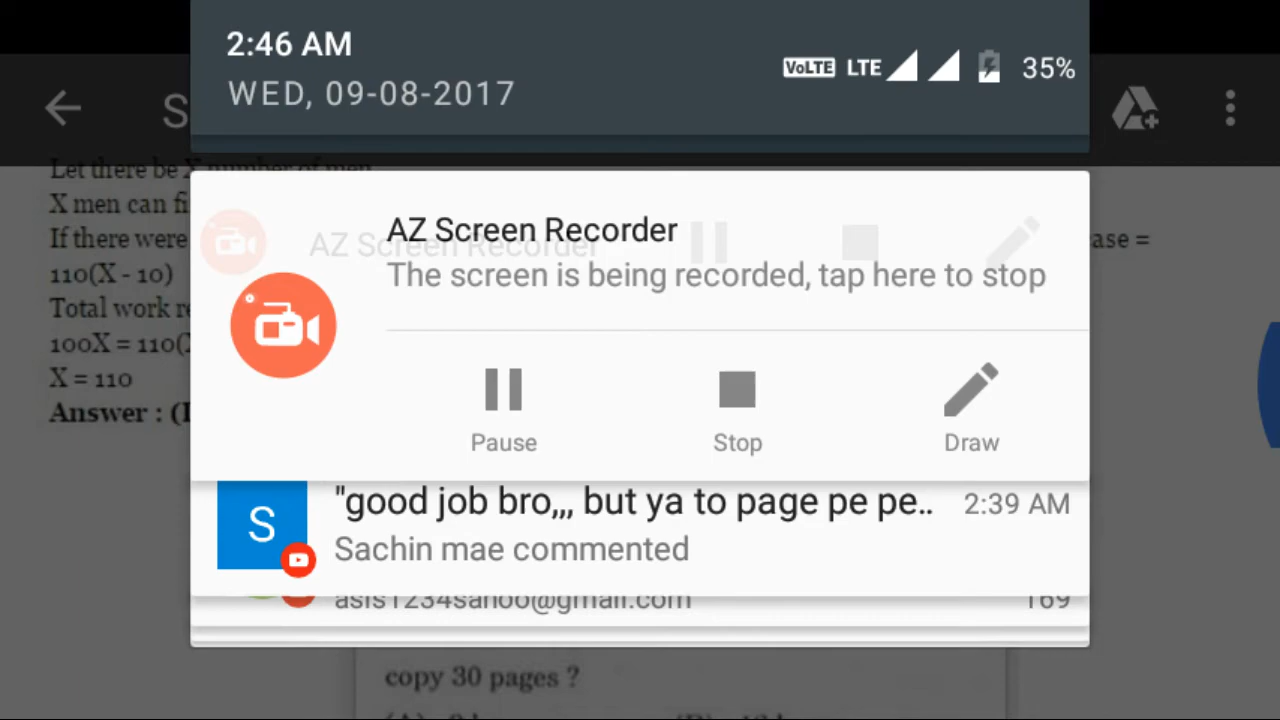 2:46 AM
VoLTE LTE 35%
WED, 09-08-2017
S
Let there be X number of men
X men can fi
If there were
ase =
110(X - 10)
Total work re
100X = 110(
X = 110
Answer : (
AZ Screen Recorder
AZ Screen Recorder
The screen is being recorded, tap here to stop
Pause
Stop
Draw
S
"good job bro,,, but ya to page pe pe..
2:39 AM
Sachin mae commented
asis1234sahoo@gmail.com
169
copy 30 pages ?